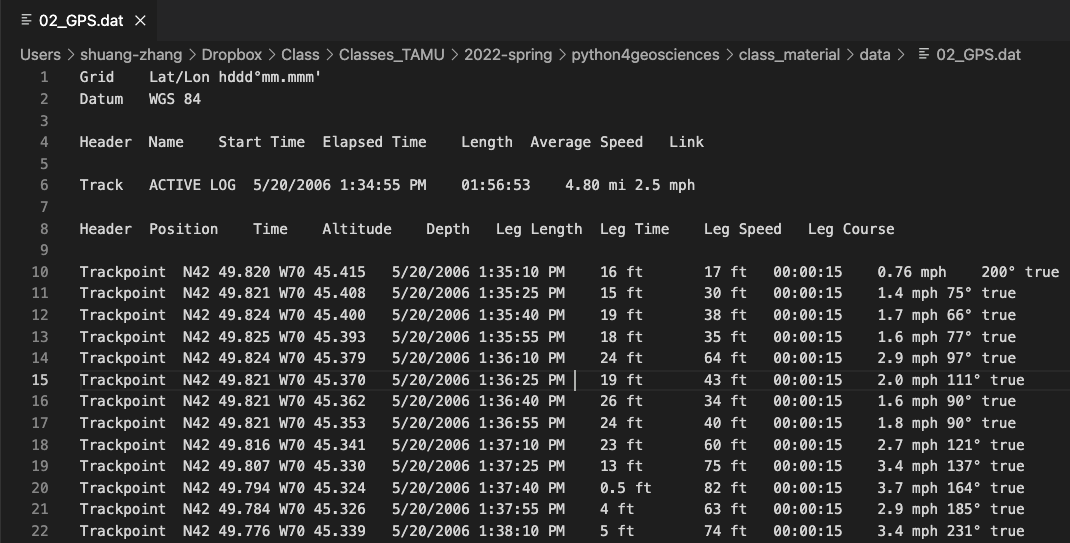 02_GPS.dat ×
Users > shuang-zhang > Dropbox > Class > Classes_TAMU > 2022-spring > python4geosciences > class_material > data > 02_GPS.dat
1 Grid Lat/Lon hddd°mm.mmm'
2 Datum WGS 84
3
4 Header Name Start Time Elapsed Time Length Average Speed Link
5
6 Track ACTIVE LOG 5/20/2006 1:34:55 PM 01:56:53 4.80 mi 2.5 mph
7
8 Header Position Time Altitude Depth Leg Length Leg Time Leg Speed Leg Course
9
10 Trackpoint N42 49.820 W70 45.415 5/20/2006 1:35:10 PM 16 ft 17 ft 00:00:15 0.76 mph 200° true
11 Trackpoint N42 49.821 W70 45.408 5/20/2006 1:35:25 PM 15 ft 30 ft 00:00:15 1.4 mph 75° true
12 Trackpoint N42 49.824 W70 45.400 5/20/2006 1:35:40 PM 19 ft 38 ft 00:00:15 1.7 mph 66° true
13 Trackpoint N42 49.825 W70 45.393 5/20/2006 1:35:55 PM 18 ft 35 ft 00:00:15 1.6 mph 77° true
14 Trackpoint N42 49.824 W70 45.379 5/20/2006 1:36:10 PM 24 ft 64 ft 00:00:15 2.9 mph 97° true
15 Trackpoint N42 49.821 W70 45.370 5/20/2006 1:36:25 PM 19 ft 43 ft 00:00:15 2.0 mph 111° true
16 Trackpoint N42 49.821 W70 45.362 5/20/2006 1:36:40 PM 26 ft 34 ft 00:00:15 1.6 mph 90° true
17 Trackpoint N42 49.821 W70 45.353 5/20/2006 1:36:55 PM 24 ft 40 ft 00:00:15 1.8 mph 90° true
18 Trackpoint N42 49.816 W70 45.341 5/20/2006 1:37:10 PM 23 ft 60 ft 00:00:15 2.7 mph 121° true
19 Trackpoint N42 49.807 W70 45.330 5/20/2006 1:37:25 PM 13 ft 75 ft 00:00:15 3.4 mph 137° true
20 Trackpoint N42 49.794 W70 45.324 5/20/2006 1:37:40 PM 0.5 ft 82 ft 00:00:15 3.7 mph 164° true
21 Trackpoint N42 49.784 W70 45.326 5/20/2006 1:37:55 PM 4 ft 63 ft 00:00:15 2.9 mph 185° true
22 Trackpoint N42 49.776 W70 45.339 5/20/2006 1:38:10 PM 5 ft 74 ft 00:00:15 3.4 mph 231° true